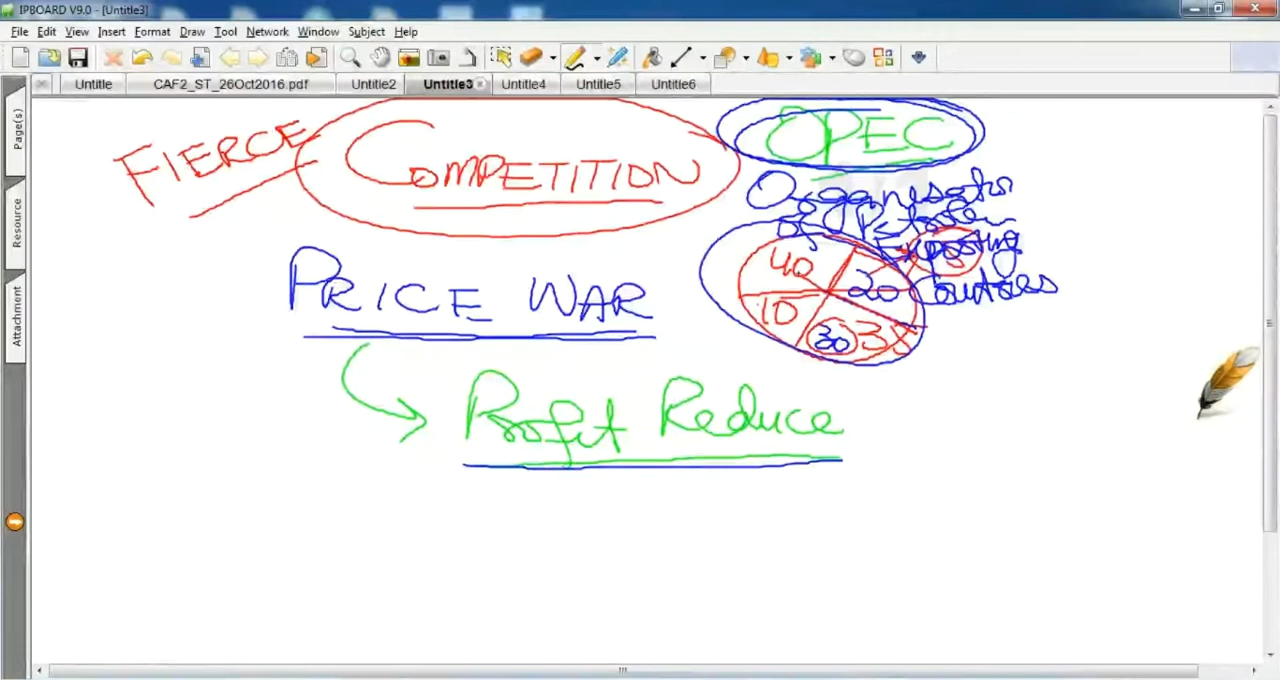 IPBOARD V9.0 - [Untitle3]
File Edit View Insert Format Draw Tool Network Window Subject Help
Untitle CAF2_ST_26Oct2016.pdf Untitle2 Untitle3 Untitle4 Untitle5 Untitle6
Page(s)
Resource
Attachment
FIERCE COMPETITION
OPEC
of
Countries
40 20
10 30 35
PRICE WAR
Profit Reduce